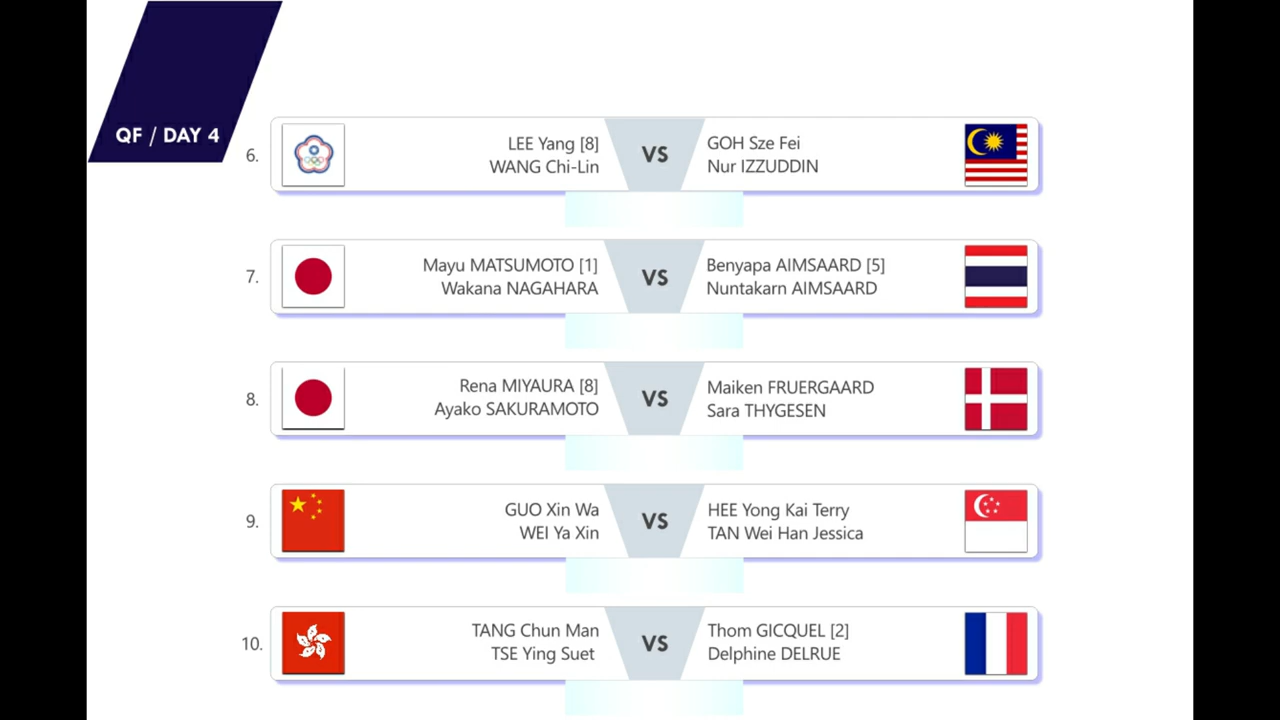 QF / DAY 4
6.
LEE Yang [8]
WANG Chi-Lin
VS
GOH Sze Fei
Nur IZZUDDIN
7.
Mayu MATSUMOTO [1]
Wakana NAGAHARA
VS
Benyapa AIMSAARD [5]
Nuntakarn AIMSAARD
8.
Rena MIYAURA [8]
Ayako SAKURAMOTO
VS
Maiken FRUERGAARD
Sara THYGESEN
9.
GUO Xin Wa
WEI Ya Xin
VS
HEE Yong Kai Terry
TAN Wei Han Jessica
10.
TANG Chun Man
TSE Ying Suet
VS
Thom GICQUEL [2]
Delphine DELRUE